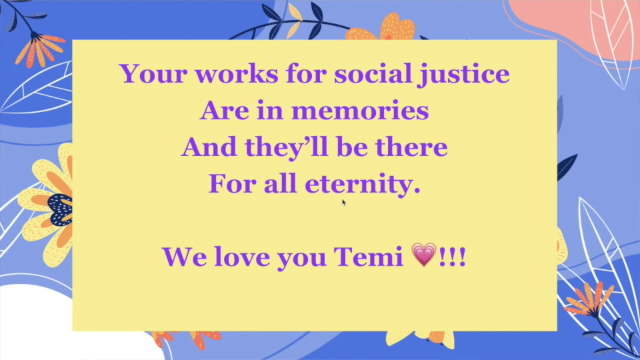 Your works for social justice
Are in memories
And they’ll be there
For all eternity.
We love you Temi 💗!!!